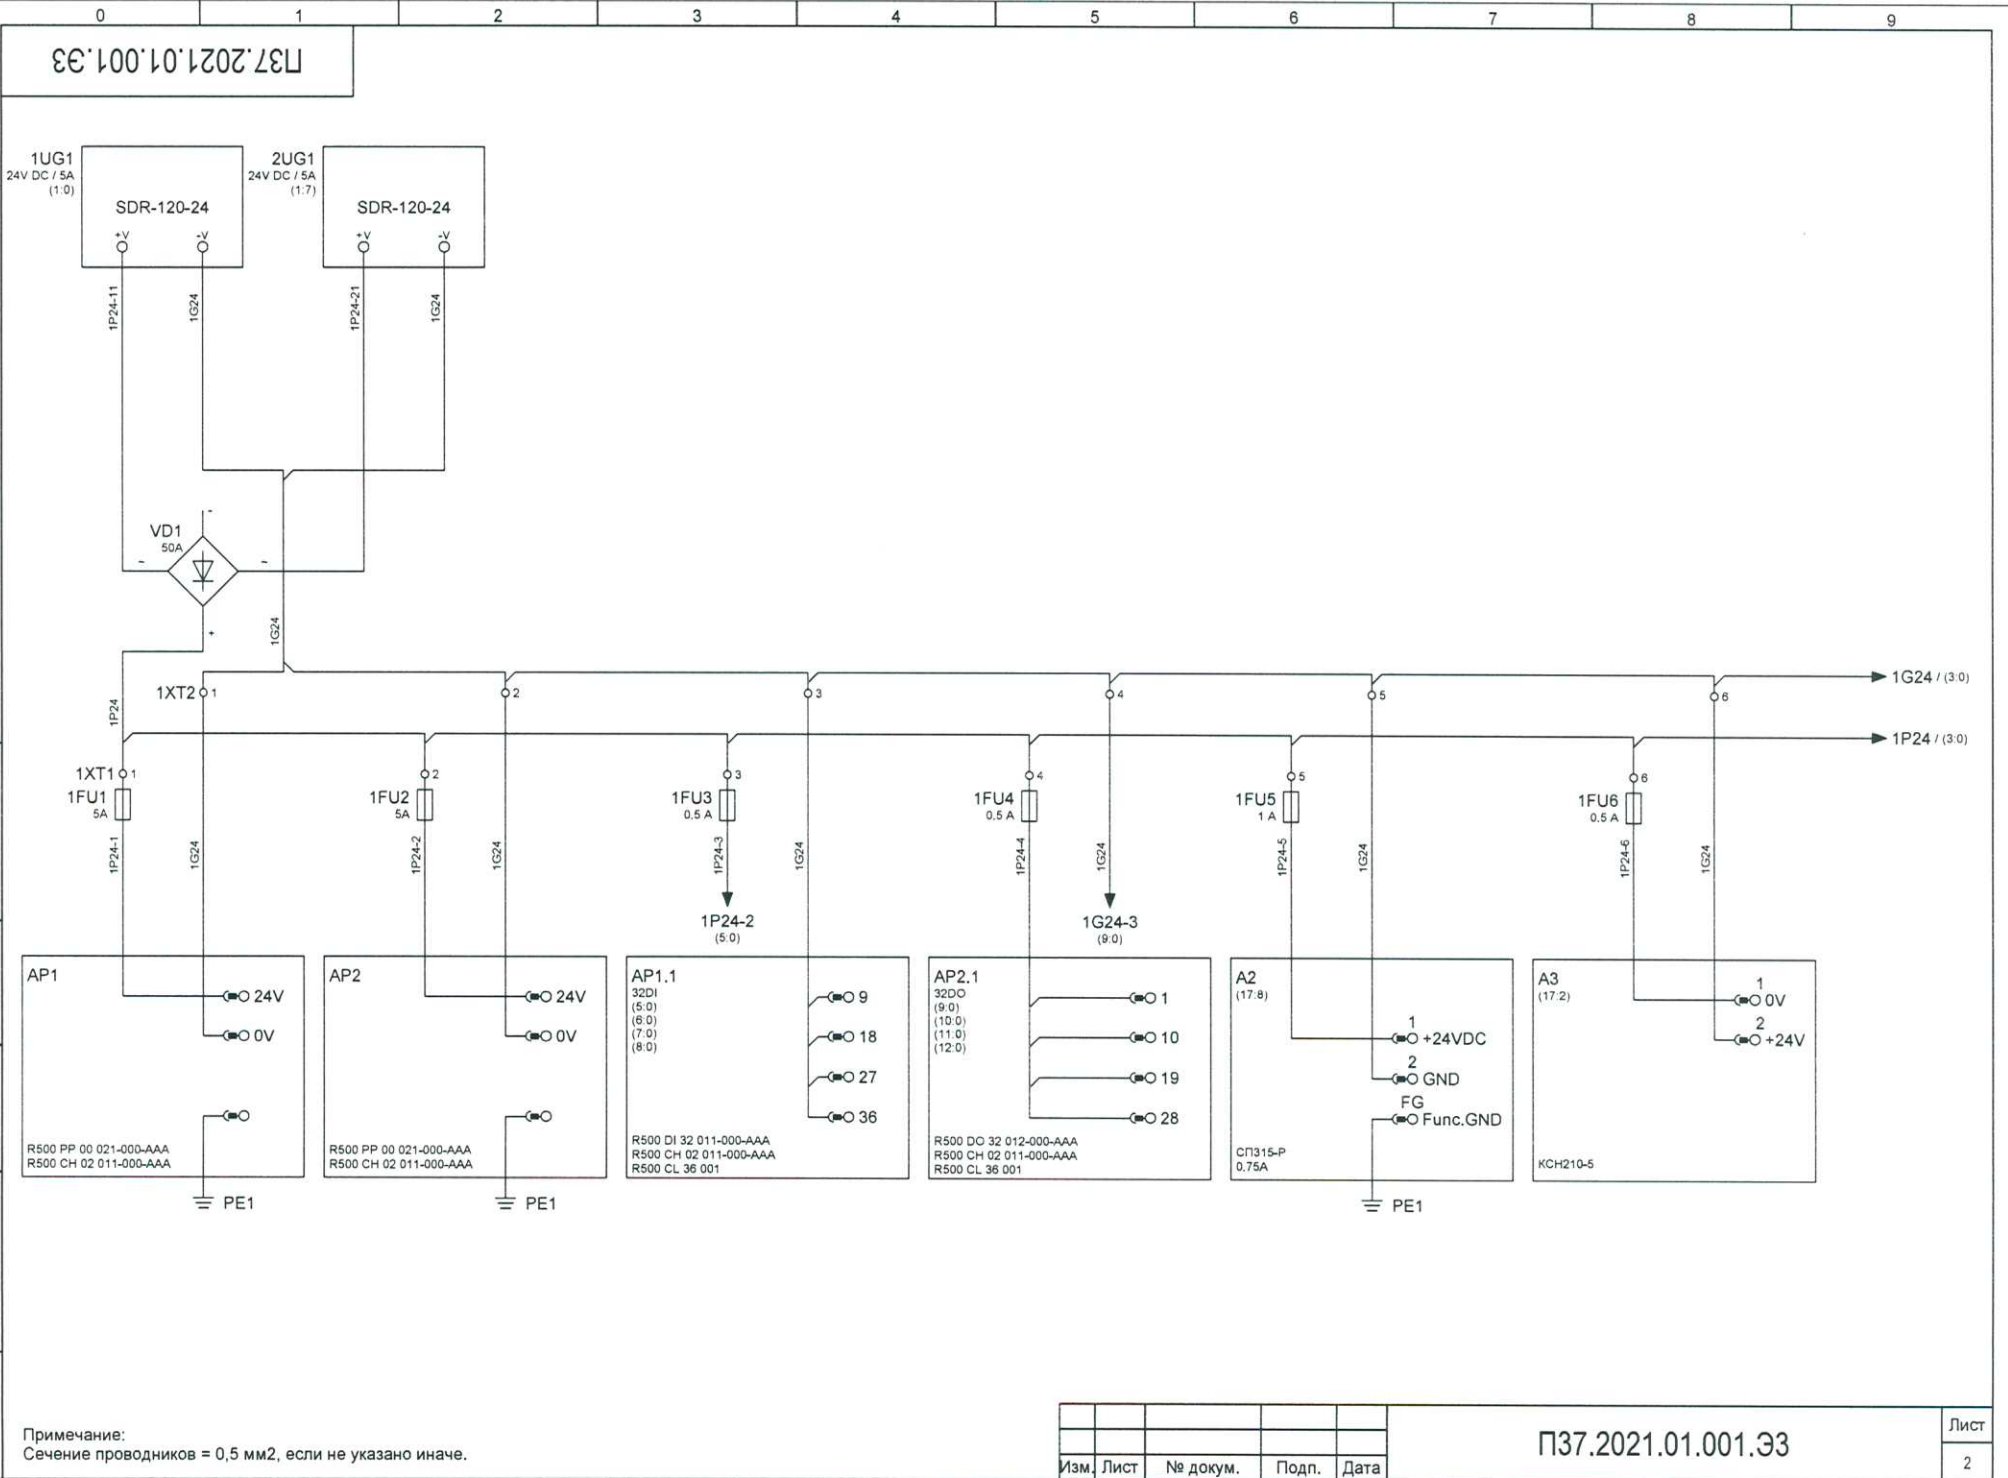 0 1 2 3 4 5 6 7 8 9
П37.2021.01.001.ЭЗ
1UG1
24V DC / 5A
(1:0)
SDR-120-24
+V -V
2UG1
24V DC / 5A
(1:7)
SDR-120-24
+V -V
1P24-11
1G24
1P24-21
1G24
-
VD1
50A
~ ~
+
1G24
1P24
1XT2 1 2 3 4 5 6
1G24 / (3:0)
1P24 / (3:0)
1XT1 1 2 3 4 5 6
1FU1
5A
1FU2
5A
1FU3
0.5 A
1FU4
0.5 A
1FU5
1 A
1FU6
0.5 A
1P24-1
1G24
1P24-2
1G24
1P24-3
1G24
1P24-4
1G24
1P24-5
1G24
1P24-6
1G24
1P24-2
(5:0)
1G24-3
(9:0)
AP1
24V
0V
R500 PP 00 021-000-AAA
R500 CH 02 011-000-AAA
PE1
AP2
24V
0V
R500 PP 00 021-000-AAA
R500 CH 02 011-000-AAA
PE1
AP1.1
32DI
(5:0)
(6:0)
(7:0)
(8:0)
9
18
27
36
R500 DI 32 011-000-AAA
R500 CH 02 011-000-AAA
R500 CL 36 001
AP2.1
32DO
(9:0)
(10:0)
(11:0)
(12:0)
1
10
19
28
R500 DO 32 012-000-AAA
R500 CH 02 011-000-AAA
R500 CL 36 001
A2
(17:8)
1
+24VDC
2
GND
FG
Func.GND
СП315-Р
0.75A
PE1
A3
(17:2)
1
0V
2
+24V
КСН210-5
Примечание:
Сечение проводников = 0,5 мм2, если не указано иначе.
Изм. Лист № докум. Подп. Дата
П37.2021.01.001.ЭЗ
Лист
2